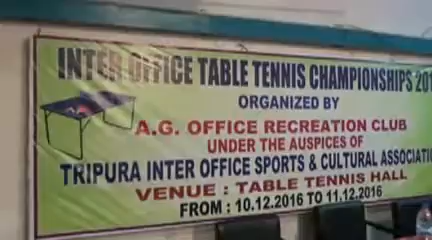 INTER OFFICE TABLE TENNIS CHAMPIONSHIPS 201
ORGANIZED BY
A.G. OFFICE RECREATION CLUB
UNDER THE AUSPICES OF
TRIPURA INTER OFFICE SPORTS & CULTURAL ASSOCIATI
VENUE : TABLE TENNIS HALL
FROM : 10.12.2016 TO 11.12.2016